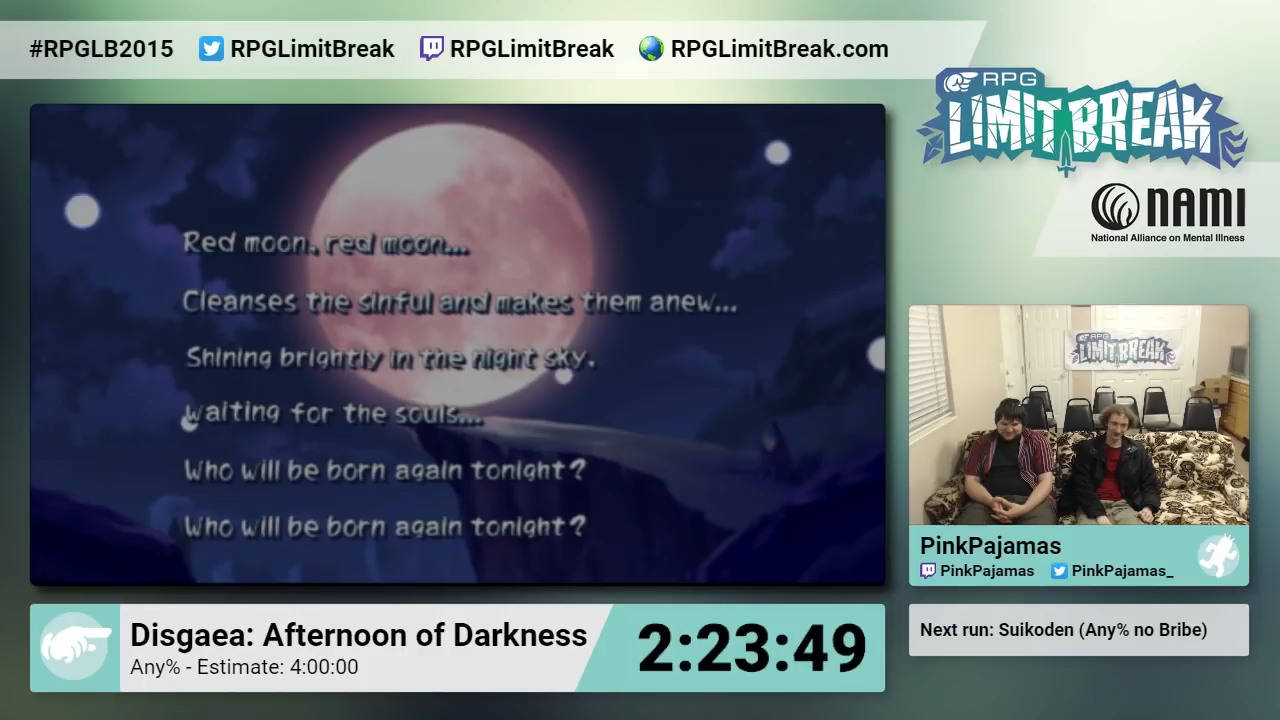 #RPGLB2015 RPGLimitBreak RPGLimitBreak RPGLimitBreak.com
RPG
LIMIT BREAK
NAMI
National Alliance on Mental Illness
Red moon, red moon...
Cleanses the sinful and makes them anew...
Shining brightly in the night sky.
waiting for the souls...
Who will be born again tonight?
Who will be born again tonight?
RPG
LIMIT BREAK
PinkPajamas
PinkPajamas PinkPajamas_
Disgaea: Afternoon of Darkness
Any% - Estimate: 4:00:00
2:23:49
Next run: Suikoden (Any% no Bribe)